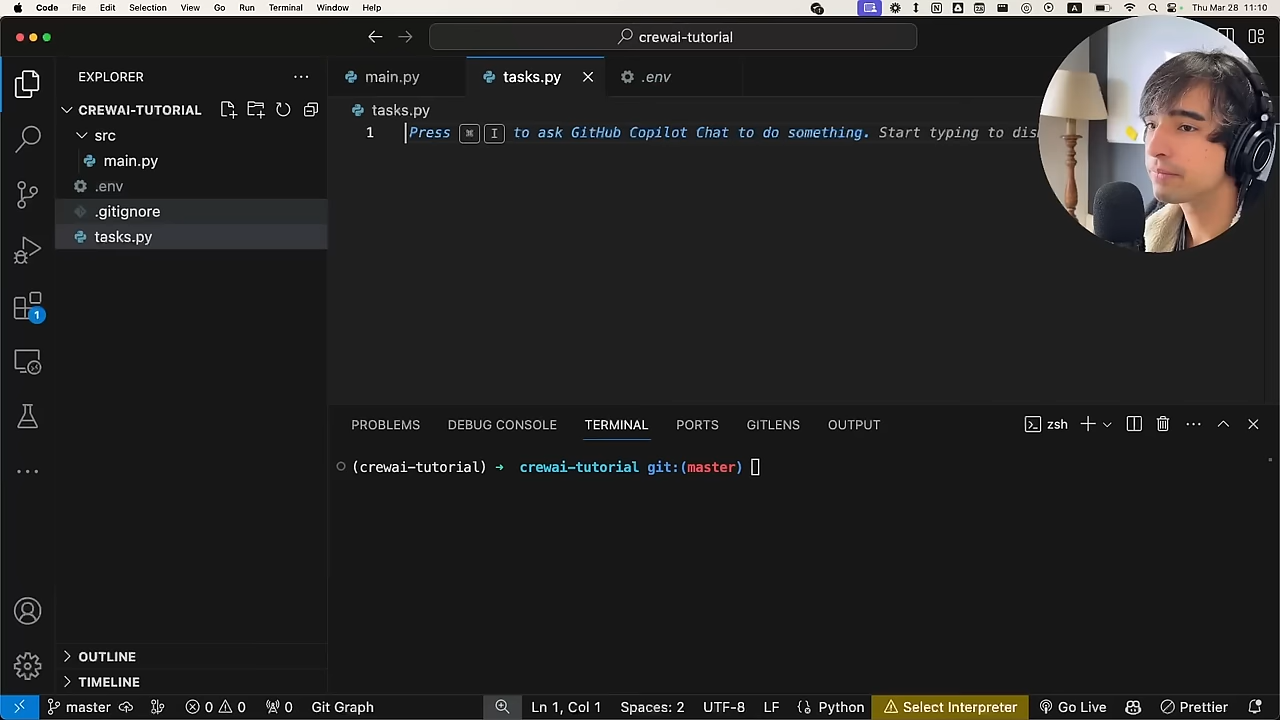 Code File Edit Selection View Go Run Terminal Window Help Thu Mar 28 11:10
crewai-tutorial
EXPLORER
main.py tasks.py .env
CREWAI-TUTORIAL
tasks.py
src
1 Press ⌘ I to ask GitHub Copilot Chat to do something. Start typing to
main.py
.env
.gitignore
tasks.py
1
PROBLEMS DEBUG CONSOLE TERMINAL PORTS GITLENS OUTPUT zsh
(crewai-tutorial) → crewai-tutorial git:(master)
OUTLINE
TIMELINE
master 0 0 0 Git Graph Ln 1, Col 1 Spaces: 2 UTF-8 LF Python Select Interpreter Go Live Prettier